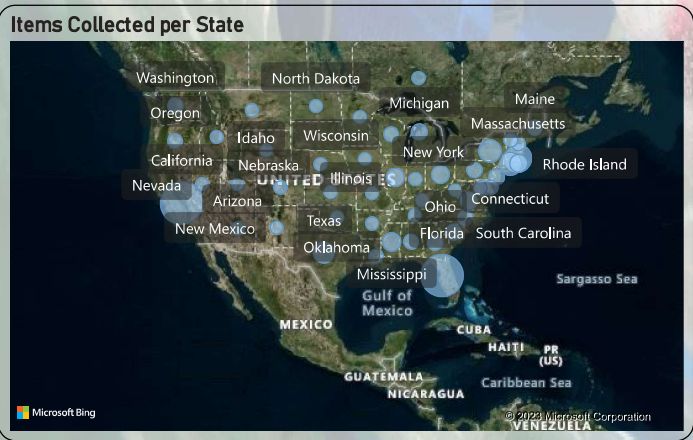 Items Collected per State
Washington
North Dakota
Michigan
Maine
Oregon
Massachusetts
Idaho
Wisconsin
New York
California
Nebraska
Rhode Island
UNITED STATES
Illinois
Nevada
Arizona
Connecticut
Ohio
New Mexico
Texas
Florida
South Carolina
Oklahoma
Mississippi
Sargasso Sea
Gulf of
Mexico
MEXICO
CUBA
HAITI
PR
(US)
GUATEMALA
Caribbean Sea
NICARAGUA
Microsoft Bing
© 2023 Microsoft Corporation
VENEZUELA